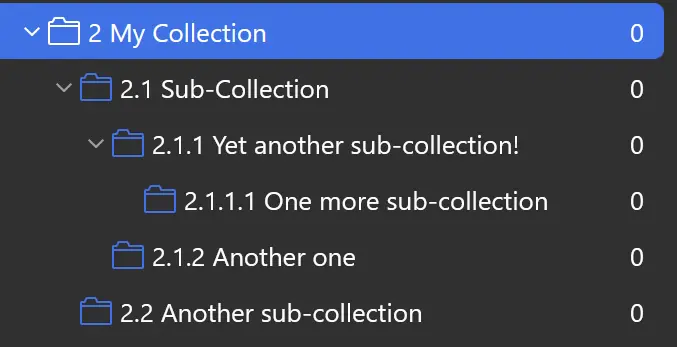 2 My Collection 0
2.1 Sub-Collection 0
2.1.1 Yet another sub-collection! 0
2.1.1.1 One more sub-collection 0
2.1.2 Another one 0
2.2 Another sub-collection 0